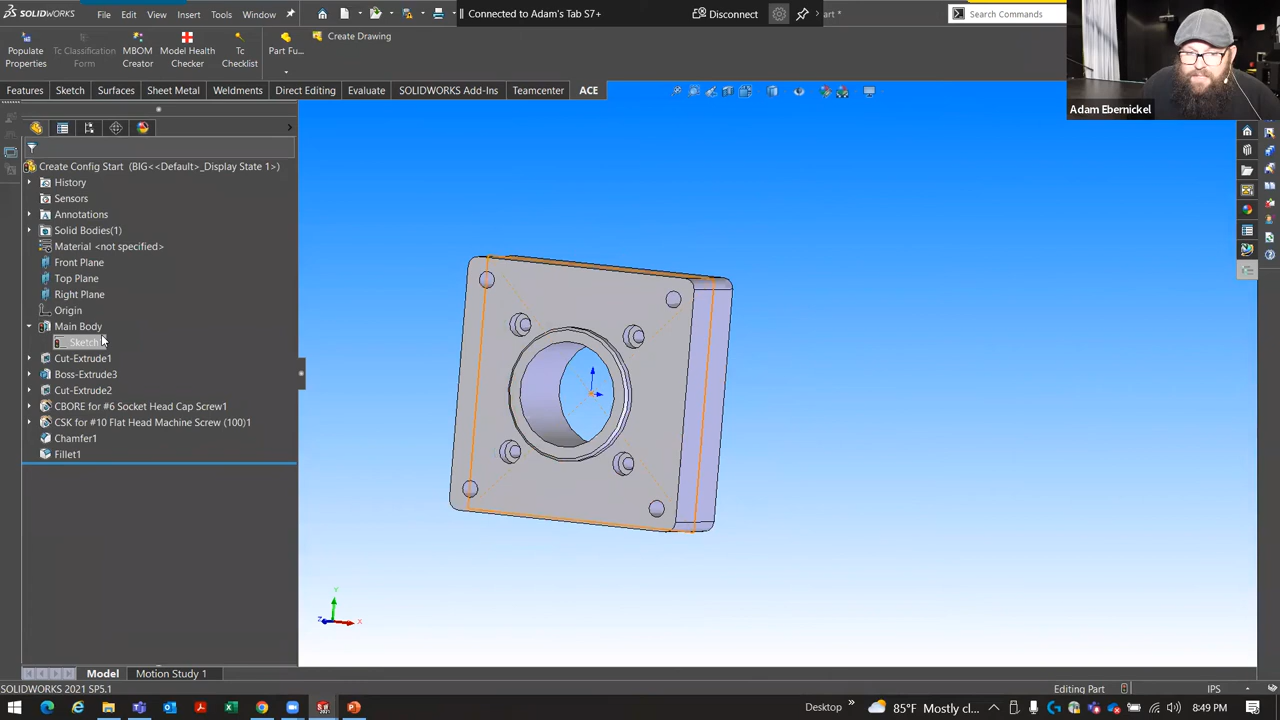 SOLIDWORKS
File
Edit
View
Insert
Tools
Window
Connected to Adam's Tab S7+
Disconnect
art *
Search Commands
Populate Properties
Tc Classification Form
MBOM Creator
Model Health Checker
Tc Checklist
Part Fu...
Create Drawing
Features
Sketch
Surfaces
Sheet Metal
Weldments
Direct Editing
Evaluate
SOLIDWORKS Add-Ins
Teamcenter
ACE
Adam Ebernickel
Create Config Start (BIG<<Default>_Display State 1>)
History
Sensors
Annotations
Solid Bodies(1)
Material <not specified>
Front Plane
Top Plane
Right Plane
Origin
Main Body
Sketch
Cut-Extrude1
Boss-Extrude3
Cut-Extrude2
CBORE for #6 Socket Head Cap Screw1
CSK for #10 Flat Head Machine Screw (100)1
Chamfer1
Fillet1
Y
Z
X
Model
Motion Study 1
SOLIDWORKS 2021 SP5.1
Editing Part
IPS
Desktop
85°F Mostly cl...
8:49 PM